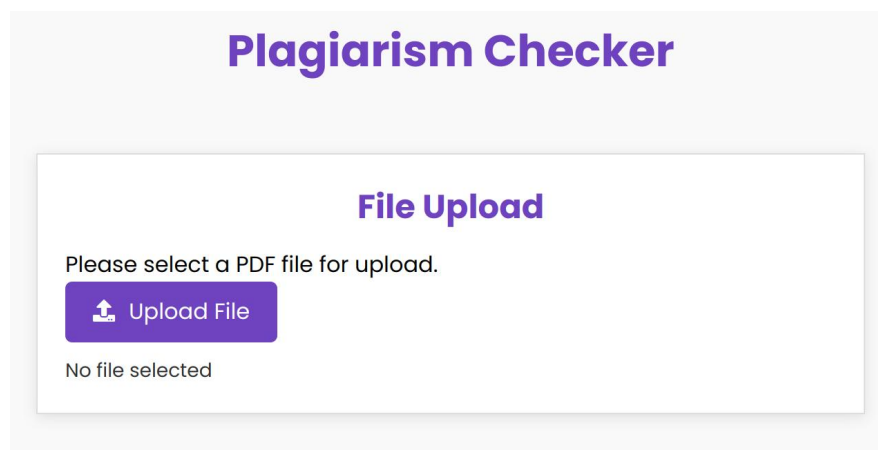 Plagiarism Checker
File Upload
Please select a PDF file for upload.
Upload File
No file selected